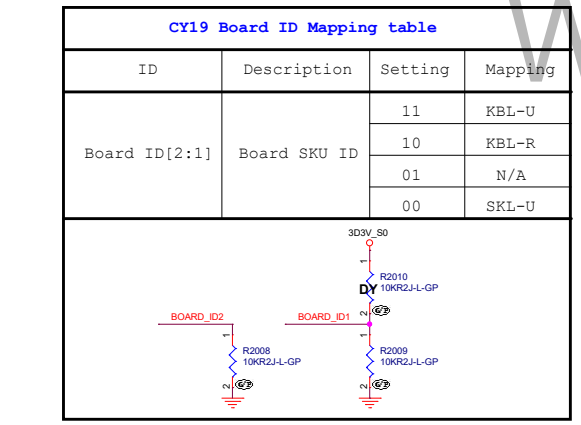 CY19 Board ID Mapping table
ID Description Setting Mapping
Board ID[2:1] Board SKU ID
11 KBL-U
10 KBL-R
01 N/A
00 SKL-U
3D3V_S0
1
R2010
DY 10KR2J-L-GP
2
BOARD_ID2 BOARD_ID1
1 1
R2008 R2009
10KR2J-L-GP 10KR2J-L-GP
2 2